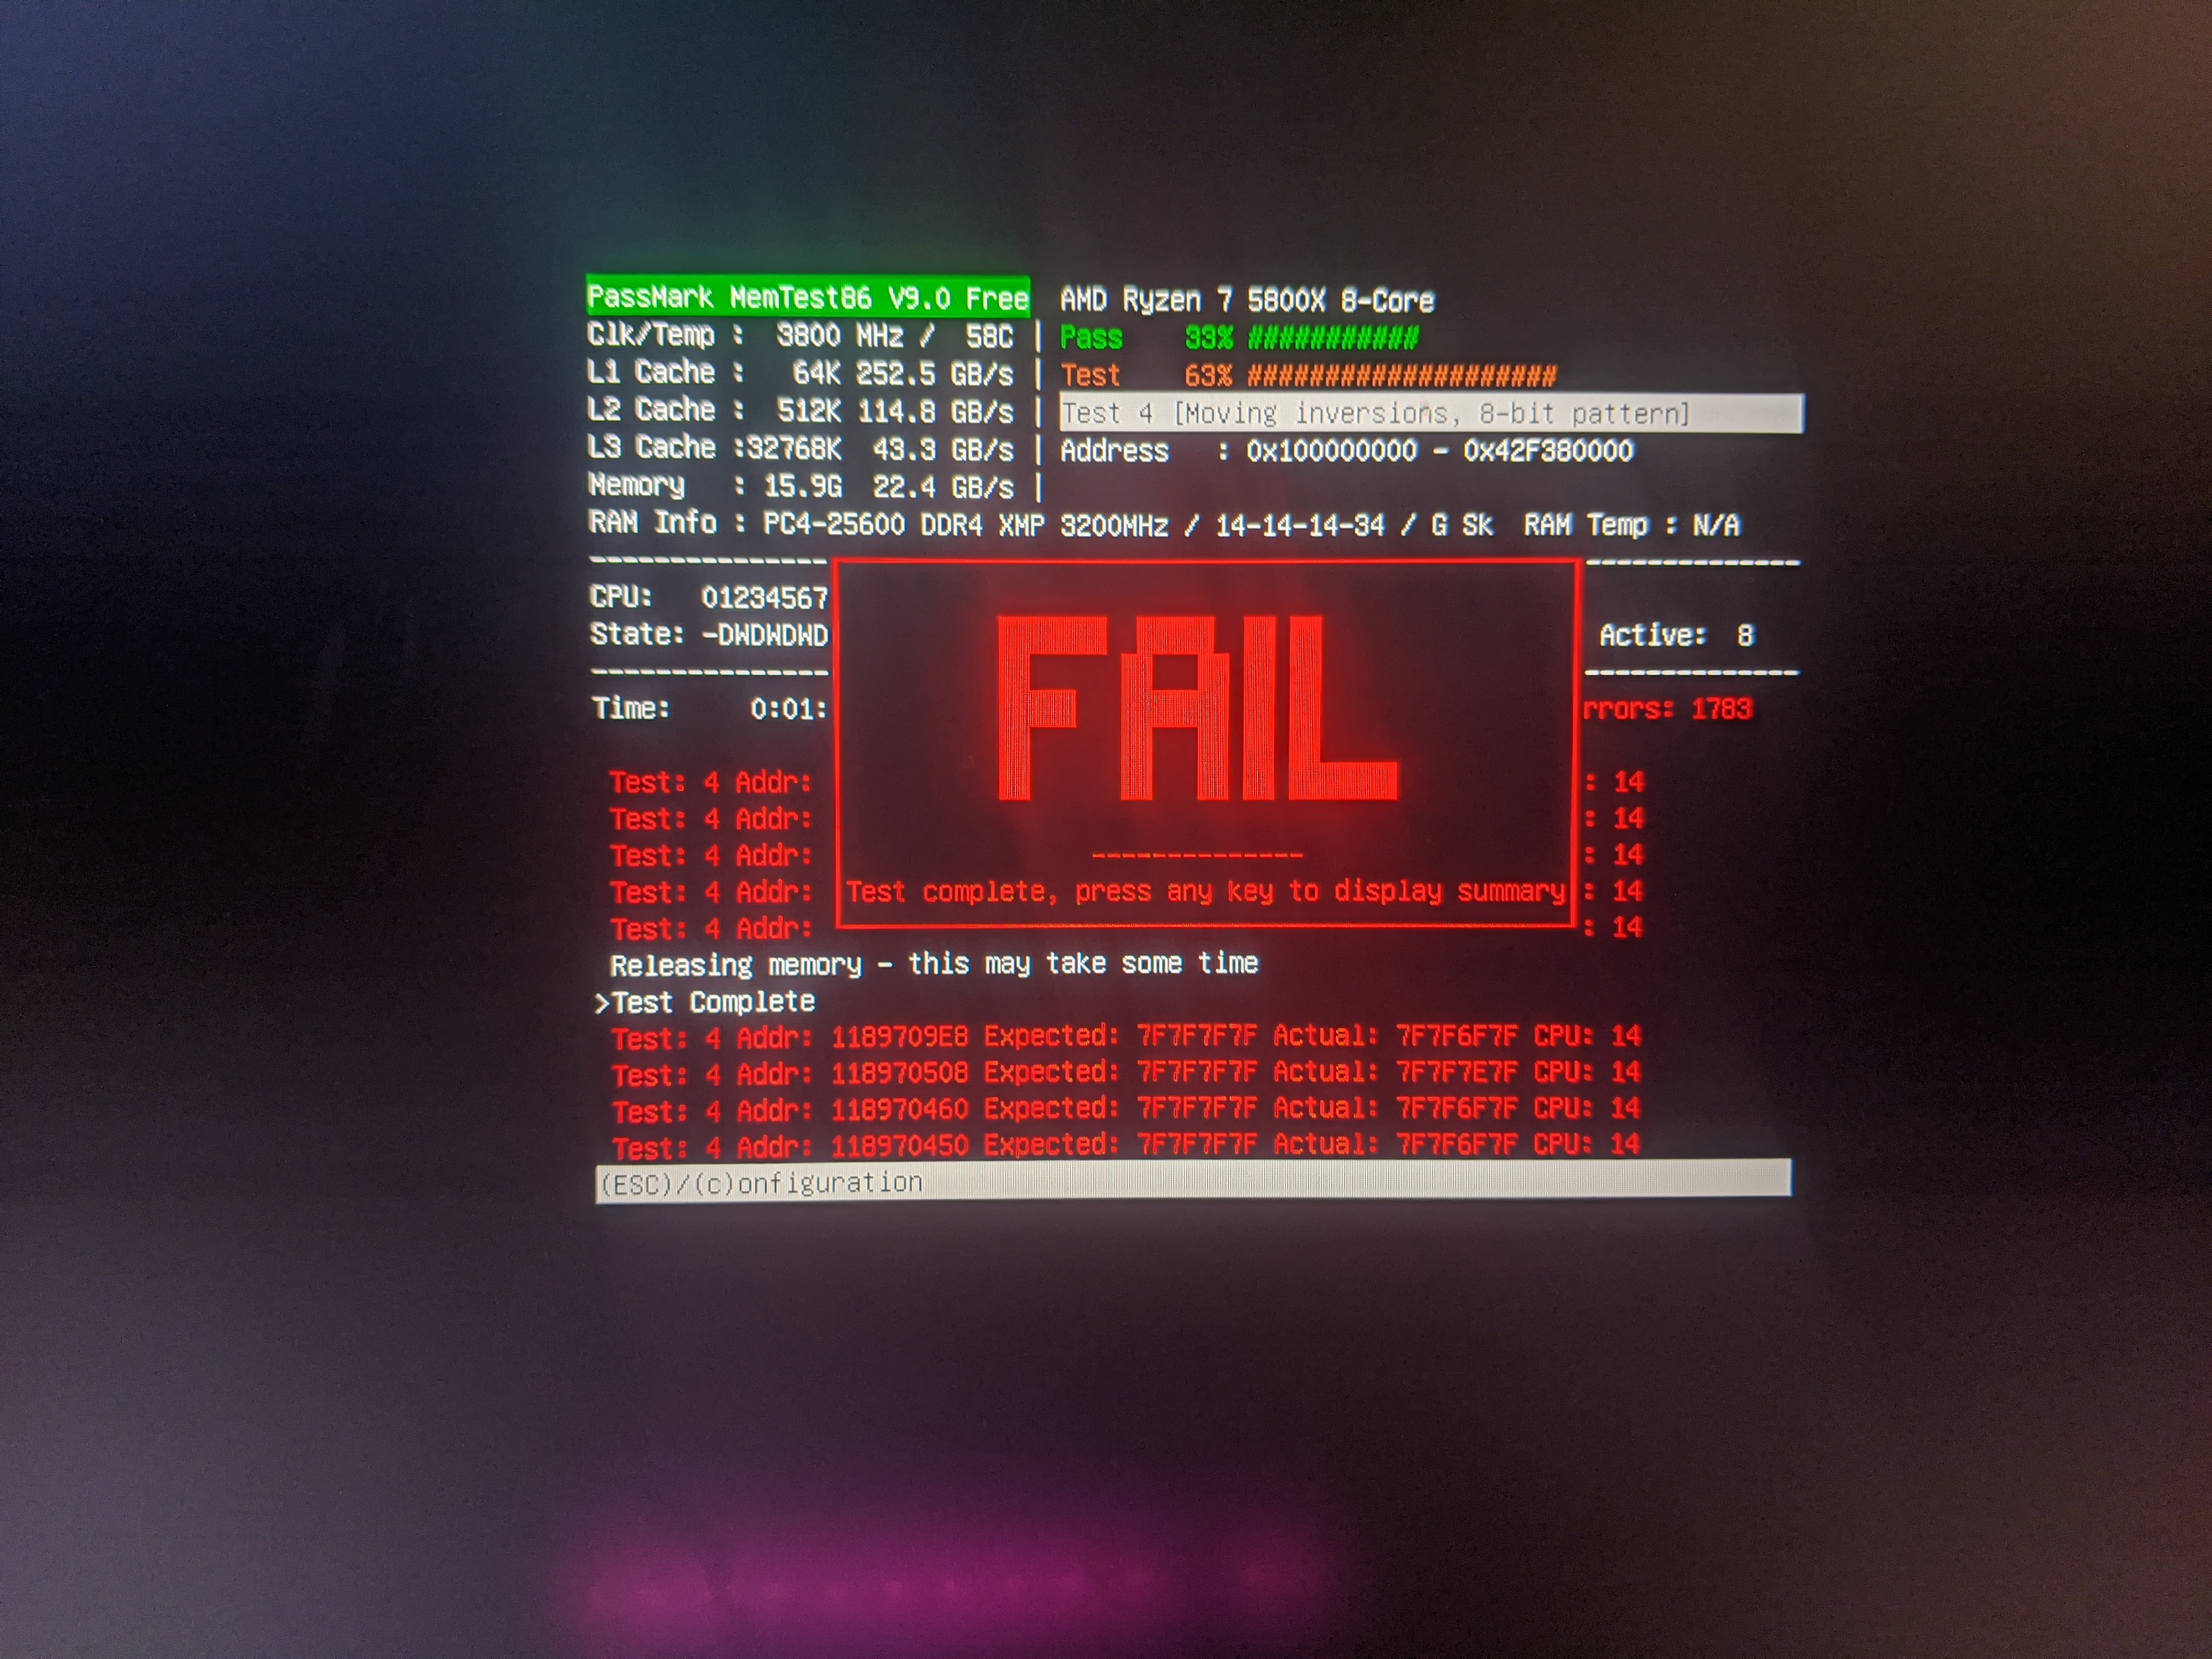 PassMark MemTest86 V9.0 Free AMD Ryzen 7 5800X 8-Core
Clk/Temp : 3800 MHz / 58C | Pass 33% ###########
L1 Cache : 64K 252.5 GB/s | Test 63% ####################
L2 Cache : 512K 114.8 GB/s | Test 4 [Moving inversions, 8-bit pattern]
L3 Cache :32768K 43.3 GB/s | Address : 0x100000000 - 0x42F380000
Memory : 15.9G 22.4 GB/s |
RAM Info : PC4-25600 DDR4 XMP 3200MHz / 14-14-14-34 / G Sk RAM Temp : N/A
CPU: 01234567
State: -DWDWDWD Active: 8
Time: 0:01: rrors: 1783
FAIL
Test: 4 Addr: : 14
Test: 4 Addr: : 14
Test: 4 Addr: : 14
Test: 4 Addr: Test complete, press any key to display summary : 14
Test: 4 Addr: : 14
Releasing memory - this may take some time
>Test Complete
Test: 4 Addr: 1189709E8 Expected: 7F7F7F7F Actual: 7F7F6F7F CPU: 14
Test: 4 Addr: 118970508 Expected: 7F7F7F7F Actual: 7F7F7E7F CPU: 14
Test: 4 Addr: 118970460 Expected: 7F7F7F7F Actual: 7F7F6F7F CPU: 14
Test: 4 Addr: 118970450 Expected: 7F7F7F7F Actual: 7F7F6F7F CPU: 14
(ESC)/(c)onfiguration